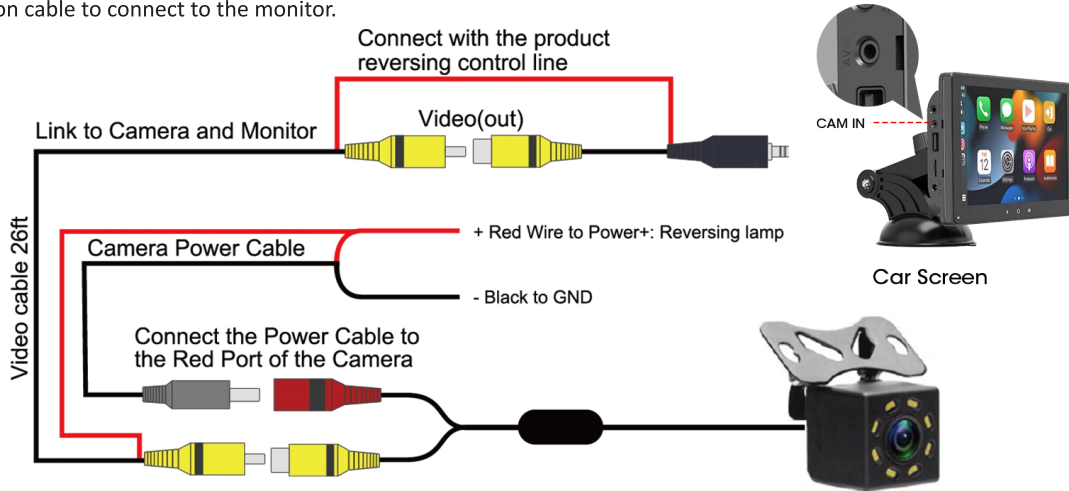 on cable to connect to the monitor.
Connect with the product
reversing control line
Link to Camera and Monitor
Video(out)
AV IN
CAM IN
Video cable 26ft
+ Red Wire to Power+: Reversing lamp
Camera Power Cable
- Black to GND
Car Screen
Connect the Power Cable to
the Red Port of the Camera